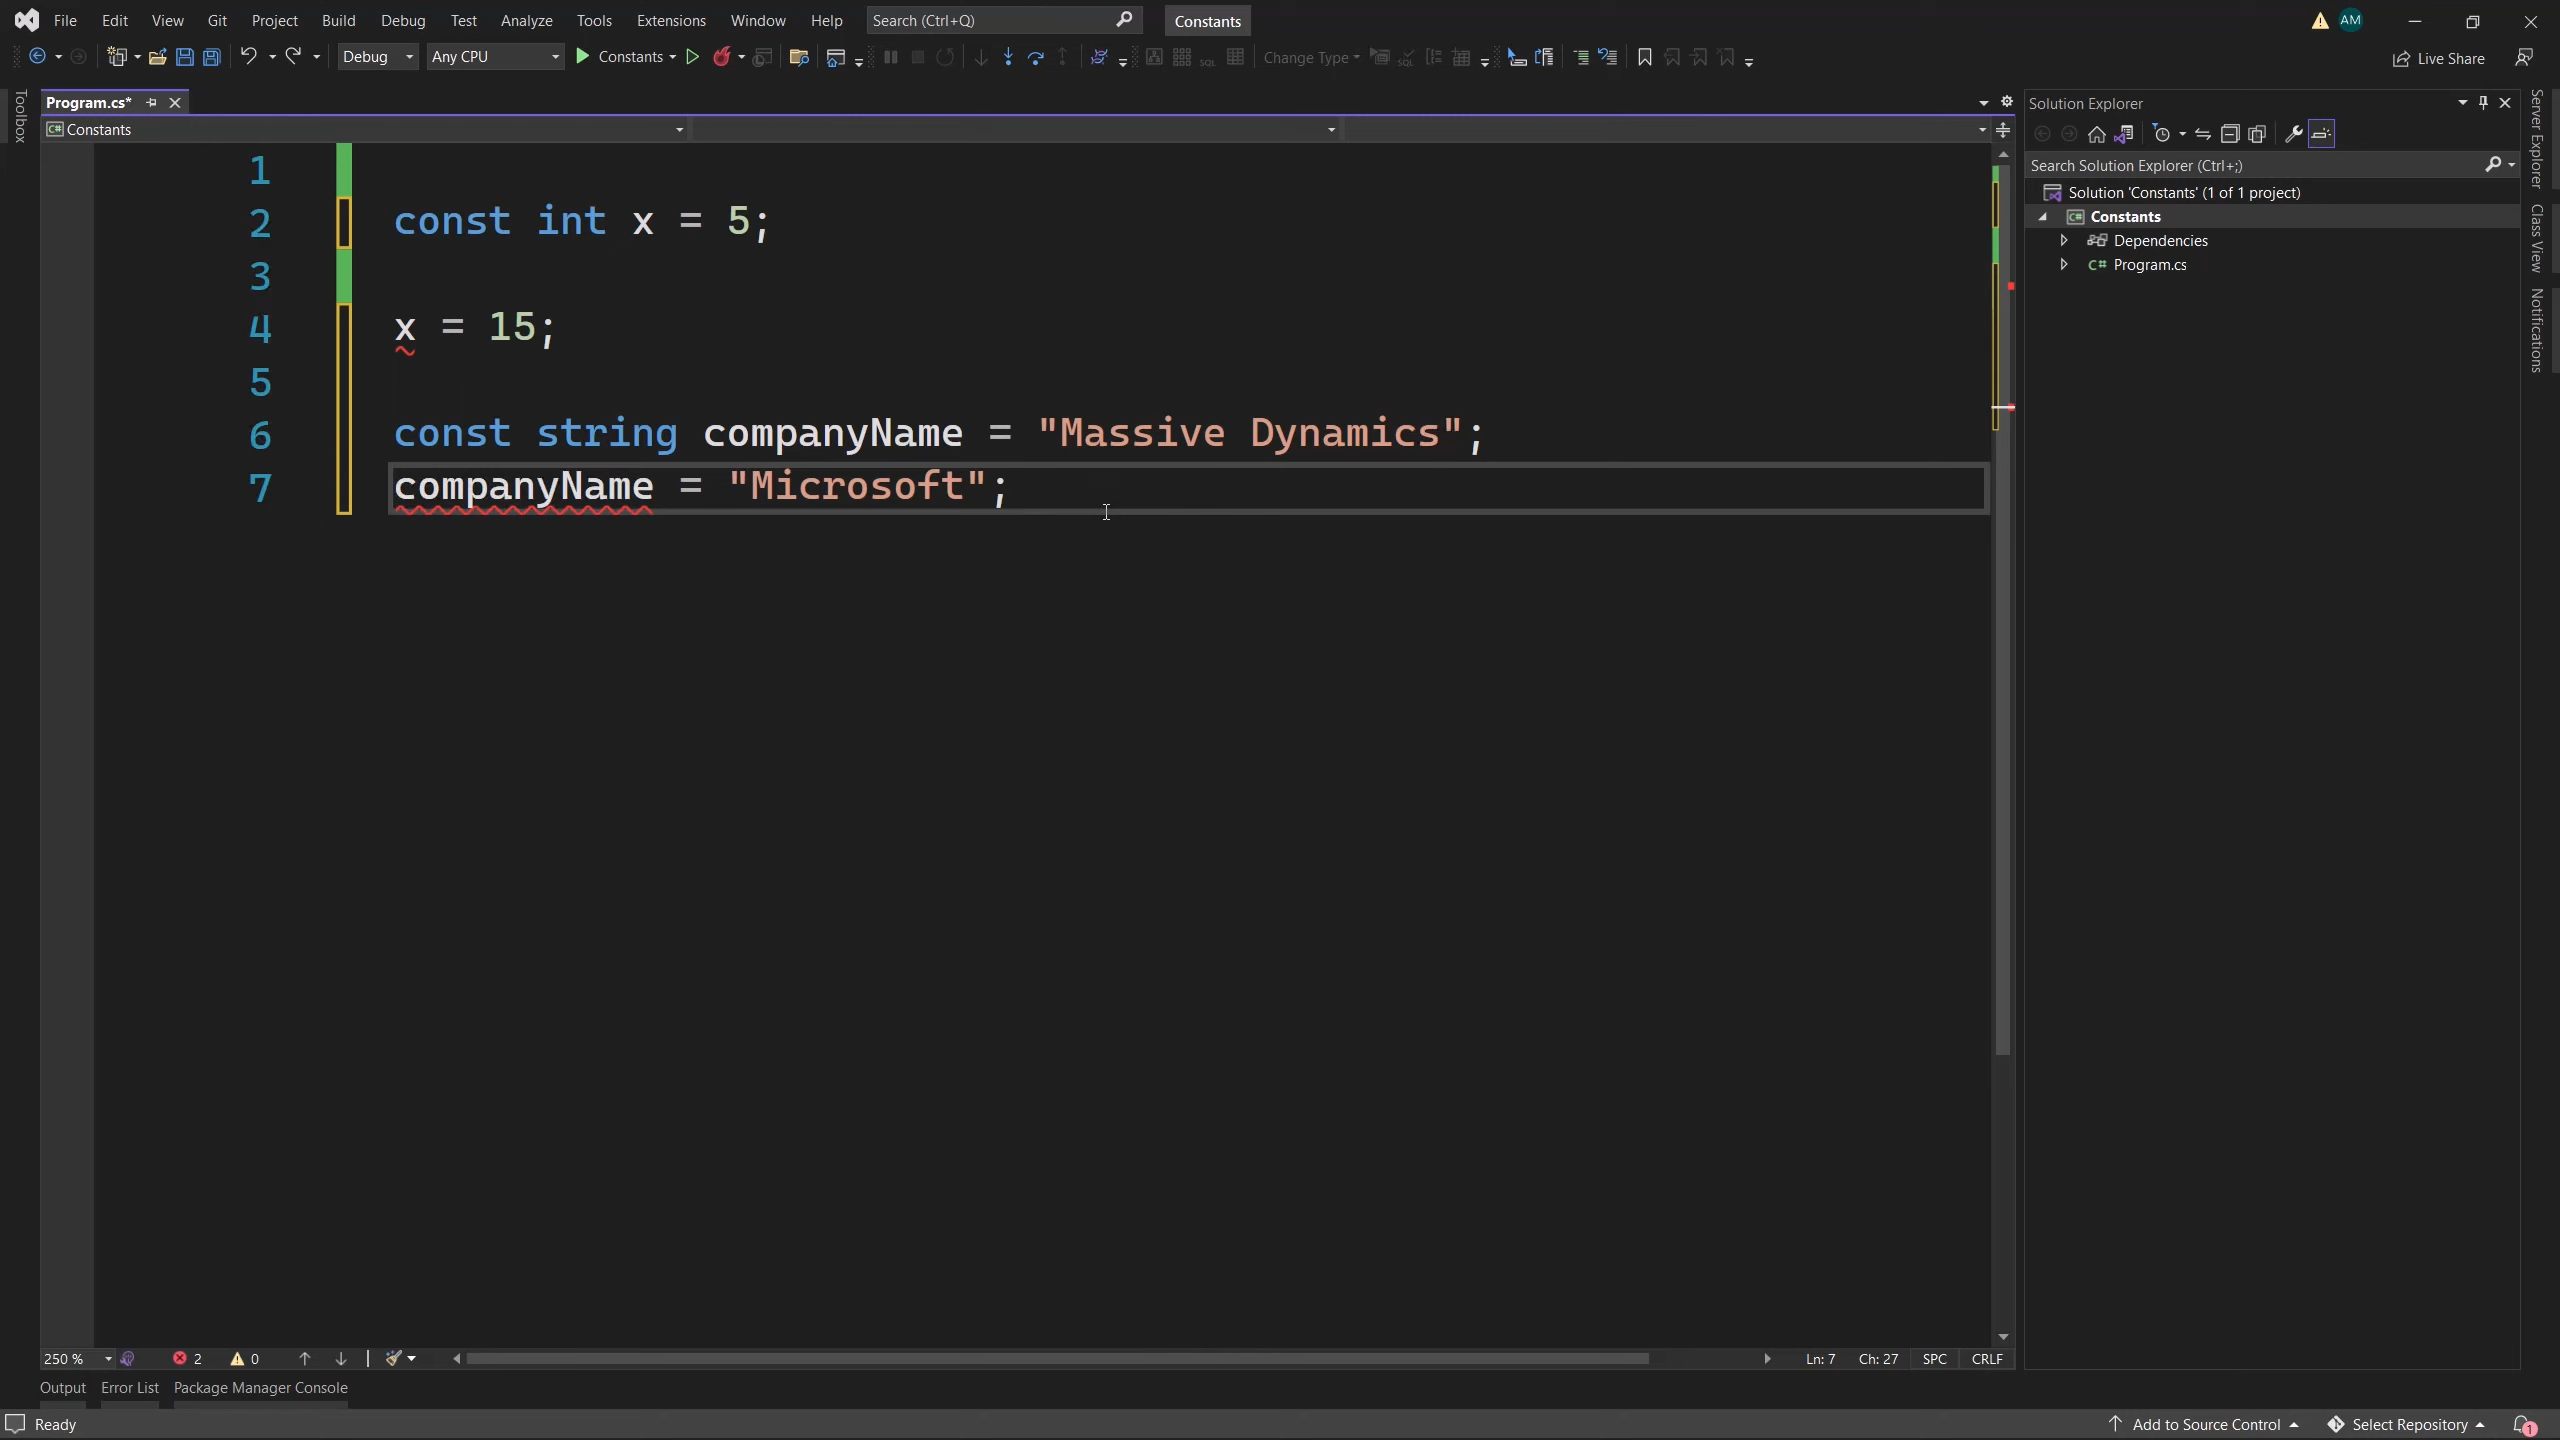 File Edit View Git Project Build Debug Test Analyze Tools Extensions Window Help Search (Ctrl+Q) Constants AM
Debug Any CPU Constants Change Type Live Share
Toolbox
Program.cs*
Constants
1
2 const int x = 5;
3
4 x = 15;
5
6 const string companyName = "Massive Dynamics";
7 companyName = "Microsoft";
Solution Explorer
Search Solution Explorer (Ctrl+;)
Solution 'Constants' (1 of 1 project)
C# Constants
Dependencies
C# Program.cs
Server Explorer
Class View
Notifications
250 % 2 0 Ln: 7 Ch: 27 SPC CRLF
Output Error List Package Manager Console
Ready Add to Source Control Select Repository 1